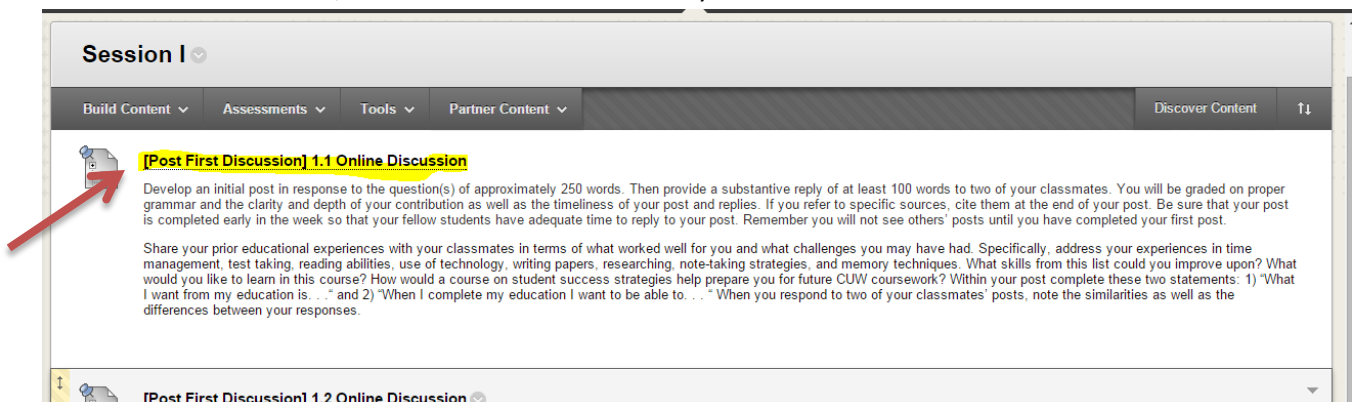 Session I
Build Content Assessments Tools Partner Content Discover Content
[Post First Discussion] 1.1 Online Discussion
Develop an initial post in response to the question(s) of approximately 250 words. Then provide a substantive reply of at least 100 words to two of your classmates. You will be graded on proper
grammar and the clarity and depth of your contribution as well as the timeliness of your post and replies. If you refer to specific sources, cite them at the end of your post. Be sure that your post
is completed early in the week so that your fellow students have adequate time to reply to your post. Remember you will not see others' posts until you have completed your first post.
Share your prior educational experiences with your classmates in terms of what worked well for you and what challenges you may have had. Specifically, address your experiences in time
management, test taking, reading abilities, use of technology, writing papers, researching, note-taking strategies, and memory techniques. What skills from this list could you improve upon? What
would you like to learn in this course? How would a course on student success strategies help prepare you for future CUW coursework? Within your post complete these two statements: 1) “What
I want from my education is. . .“ and 2) “When I complete my education I want to be able to. . . “ When you respond to two of your classmates’ posts, note the similarities as well as the
differences between your responses.
[Post First Discussion] 1.2 Online Discussion